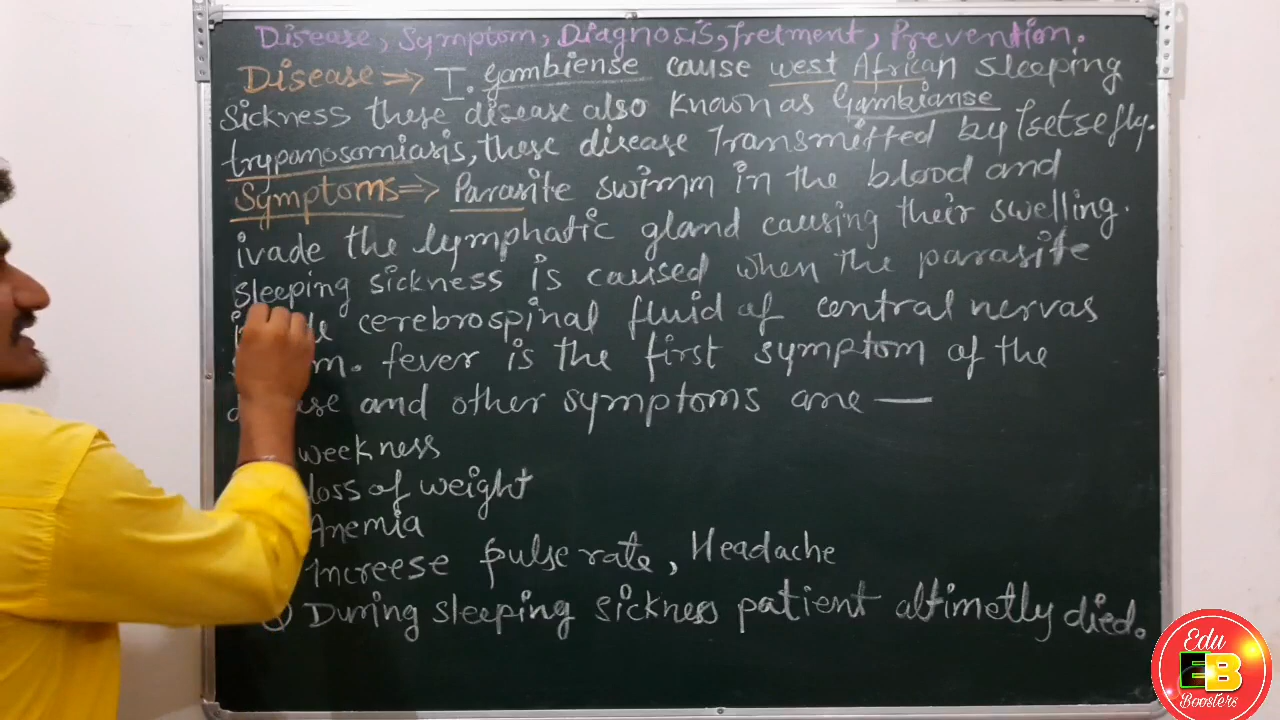 Disease, Symptom, Diagnosis, Tretment, Prevention.
Disease => T. gambiense cause west African sleeping
Sickness these disease also known as Gambianse
trypanosomiasis, these disease Transmitted by Tsetsefly.
Symptoms => Parasite swimm in the blood and
ivade the lymphatic gland causing their swelling.
sleeping sickness is caused when the parasite
cerebrospinal fluid of central nervas
fever is the first symptom of the
and other symptoms are —
weekness
loss of weight
Anemia
Increese pulse rate, Headache
During sleeping sickness patient altimetly died.
Edu
EB
Boosters